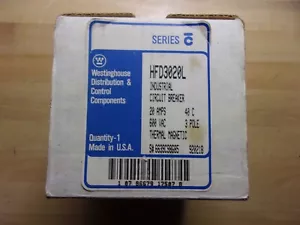 SERIES C
Westinghouse
Distribution &
Control
Components
Quantity-1
Made in U.S.A.
HFD3020L
INDUSTRIAL
CIRCUIT BREAKER
20 AMPS 40 C
600 VAC 3 POLE
THERMAL MAGNETIC